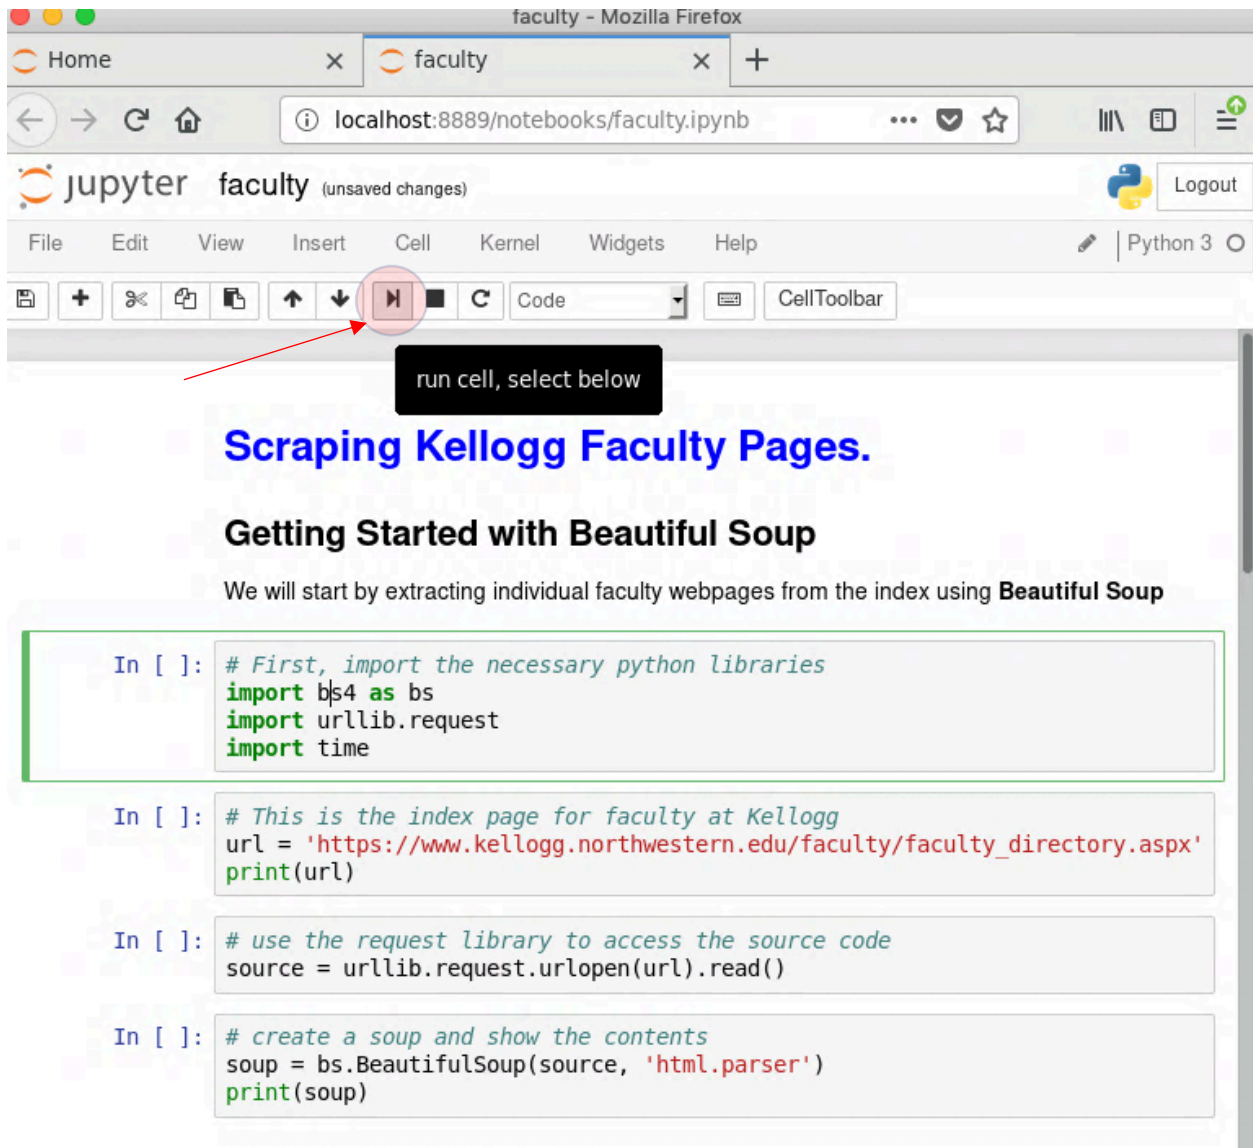 faculty - Mozilla Firefox
Home
faculty
localhost:8889/notebooks/faculty.ipynb
jupyter faculty (unsaved changes)
Logout
File Edit View Insert Cell Kernel Widgets Help
Python 3
Code
CellToolbar
run cell, select below
Scraping Kellogg Faculty Pages.
Getting Started with Beautiful Soup
We will start by extracting individual faculty webpages from the index using Beautiful Soup
In [ ]: # First, import the necessary python libraries
import bs4 as bs
import urllib.request
import time
In [ ]: # This is the index page for faculty at Kellogg
url = 'https://www.kellogg.northwestern.edu/faculty/faculty_directory.aspx'
print(url)
In [ ]: # use the request library to access the source code
source = urllib.request.urlopen(url).read()
In [ ]: # create a soup and show the contents
soup = bs.BeautifulSoup(source, 'html.parser')
print(soup)